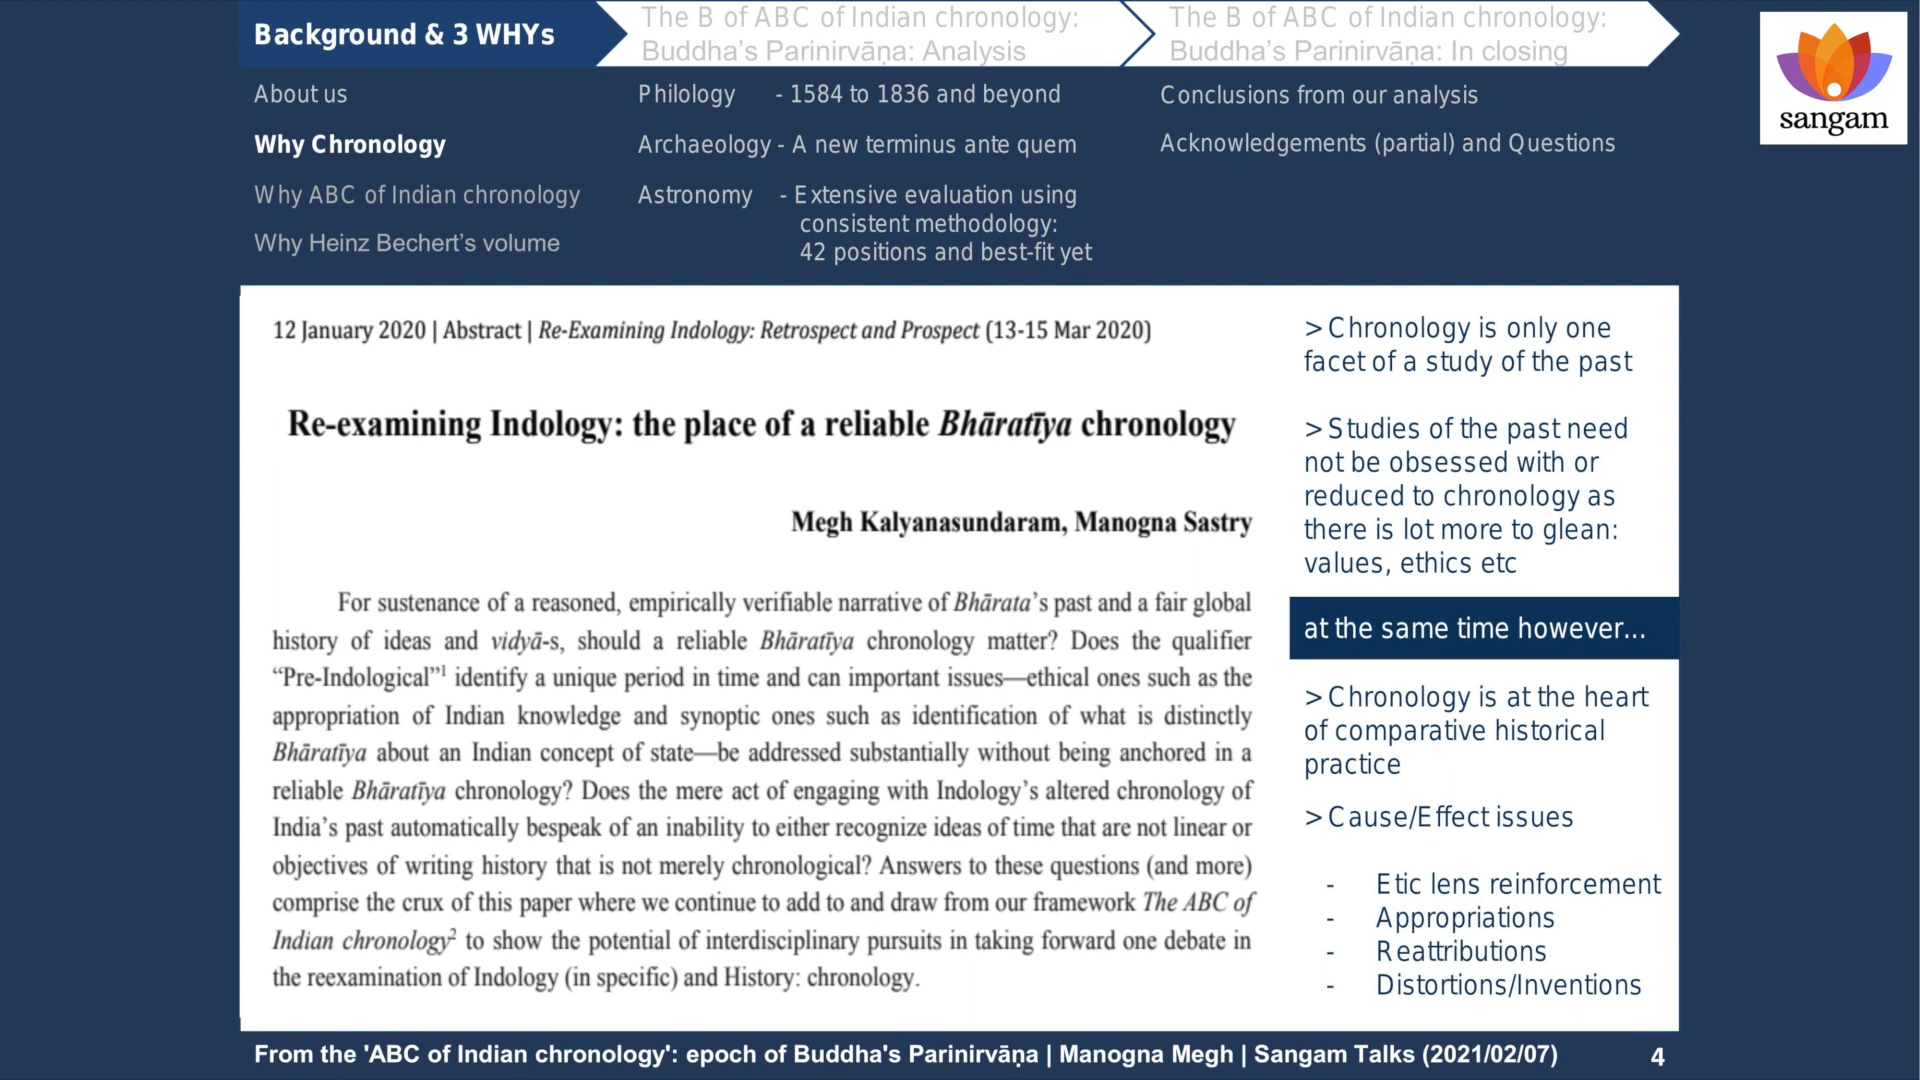 Background & 3 WHYs
The B of ABC of Indian chronology:
Buddha’s Parinirvāṇa: Analysis
The B of ABC of Indian chronology:
Buddha’s Parinirvāṇa: In closing
sangam
About us
Why Chronology
Why ABC of Indian chronology
Why Heinz Bechert’s volume
Philology - 1584 to 1836 and beyond
Archaeology - A new terminus ante quem
Astronomy - Extensive evaluation using
consistent methodology:
42 positions and best-fit yet
Conclusions from our analysis
Acknowledgements (partial) and Questions
12 January 2020 | Abstract | Re-Examining Indology: Retrospect and Prospect (13-15 Mar 2020)
Re-examining Indology: the place of a reliable Bhāratīya chronology
Megh Kalyanasundaram, Manogna Sastry
For sustenance of a reasoned, empirically verifiable narrative of Bhārata’s past and a fair global
history of ideas and vidyā-s, should a reliable Bhāratīya chronology matter? Does the qualifier
“Pre-Indological”¹ identify a unique period in time and can important issues—ethical ones such as the
appropriation of Indian knowledge and synoptic ones such as identification of what is distinctly
Bhāratīya about an Indian concept of state—be addressed substantially without being anchored in a
reliable Bhāratīya chronology? Does the mere act of engaging with Indology’s altered chronology of
India’s past automatically bespeak of an inability to either recognize ideas of time that are not linear or
objectives of writing history that is not merely chronological? Answers to these questions (and more)
comprise the crux of this paper where we continue to add to and draw from our framework The ABC of
Indian chronology² to show the potential of interdisciplinary pursuits in taking forward one debate in
the reexamination of Indology (in specific) and History: chronology.
> Chronology is only one
facet of a study of the past
> Studies of the past need
not be obsessed with or
reduced to chronology as
there is lot more to glean:
values, ethics etc
at the same time however...
> Chronology is at the heart
of comparative historical
practice
> Cause/Effect issues
- Etic lens reinforcement
- Appropriations
- Reattributions
- Distortions/Inventions
From the 'ABC of Indian chronology': epoch of Buddha's Parinirvāṇa | Manogna Megh | Sangam Talks (2021/02/07)
4